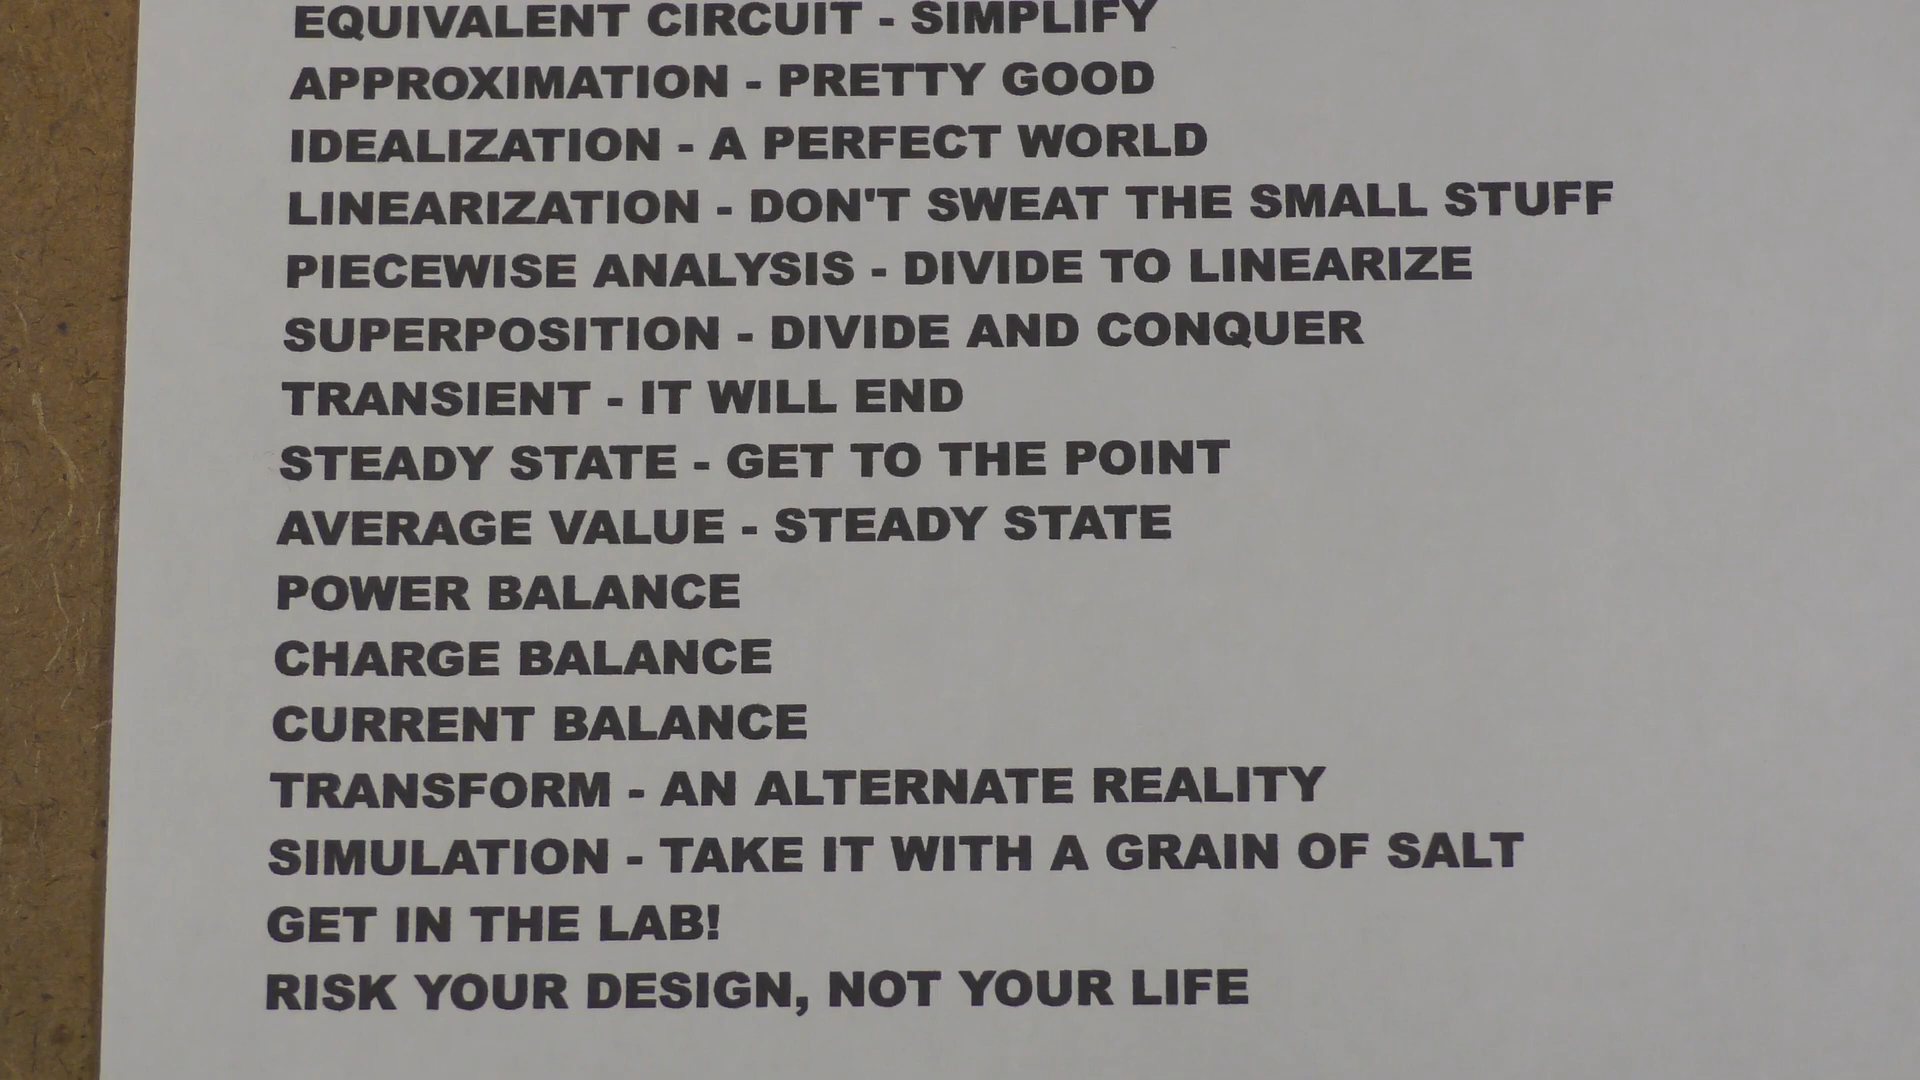 EQUIVALENT CIRCUIT - SIMPLIFY
APPROXIMATION - PRETTY GOOD
IDEALIZATION - A PERFECT WORLD
LINEARIZATION - DON'T SWEAT THE SMALL STUFF
PIECEWISE ANALYSIS - DIVIDE TO LINEARIZE
SUPERPOSITION - DIVIDE AND CONQUER
TRANSIENT - IT WILL END
STEADY STATE - GET TO THE POINT
AVERAGE VALUE - STEADY STATE
POWER BALANCE
CHARGE BALANCE
CURRENT BALANCE
TRANSFORM - AN ALTERNATE REALITY
SIMULATION - TAKE IT WITH A GRAIN OF SALT
GET IN THE LAB!
RISK YOUR DESIGN, NOT YOUR LIFE